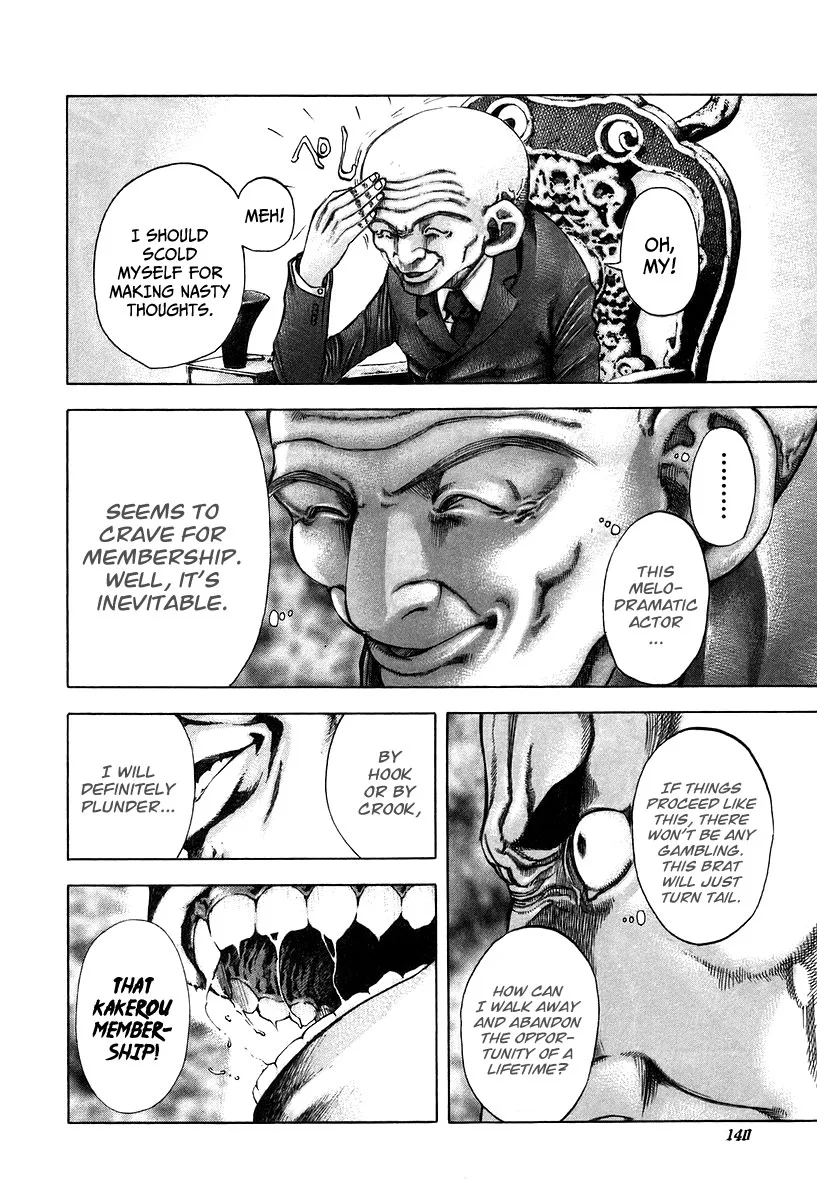 OH,
MY!
MEH!
I SHOULD
SCOLD
MYSELF FOR
MAKING NASTY
THOUGHTS.
ペし
........
THIS
MELO-
DRAMATIC
ACTOR
...
SEEMS TO
CRAVE FOR
MEMBERSHIP.
WELL, IT'S
INEVITABLE.
IF THINGS
PROCEED LIKE
THIS, THERE
WON'T BE ANY
GAMBLING.
THIS BRAT
WILL JUST
TURN TAIL.
HOW CAN
I WALK AWAY
AND ABANDON
THE OPPOR-
TUNITY OF A
LIFETIME?
BY
HOOK
OR BY
CROOK,
I WILL
DEFINITELY
PLUNDER...
THAT
KAKEROU
MEMBER-
SHIP!